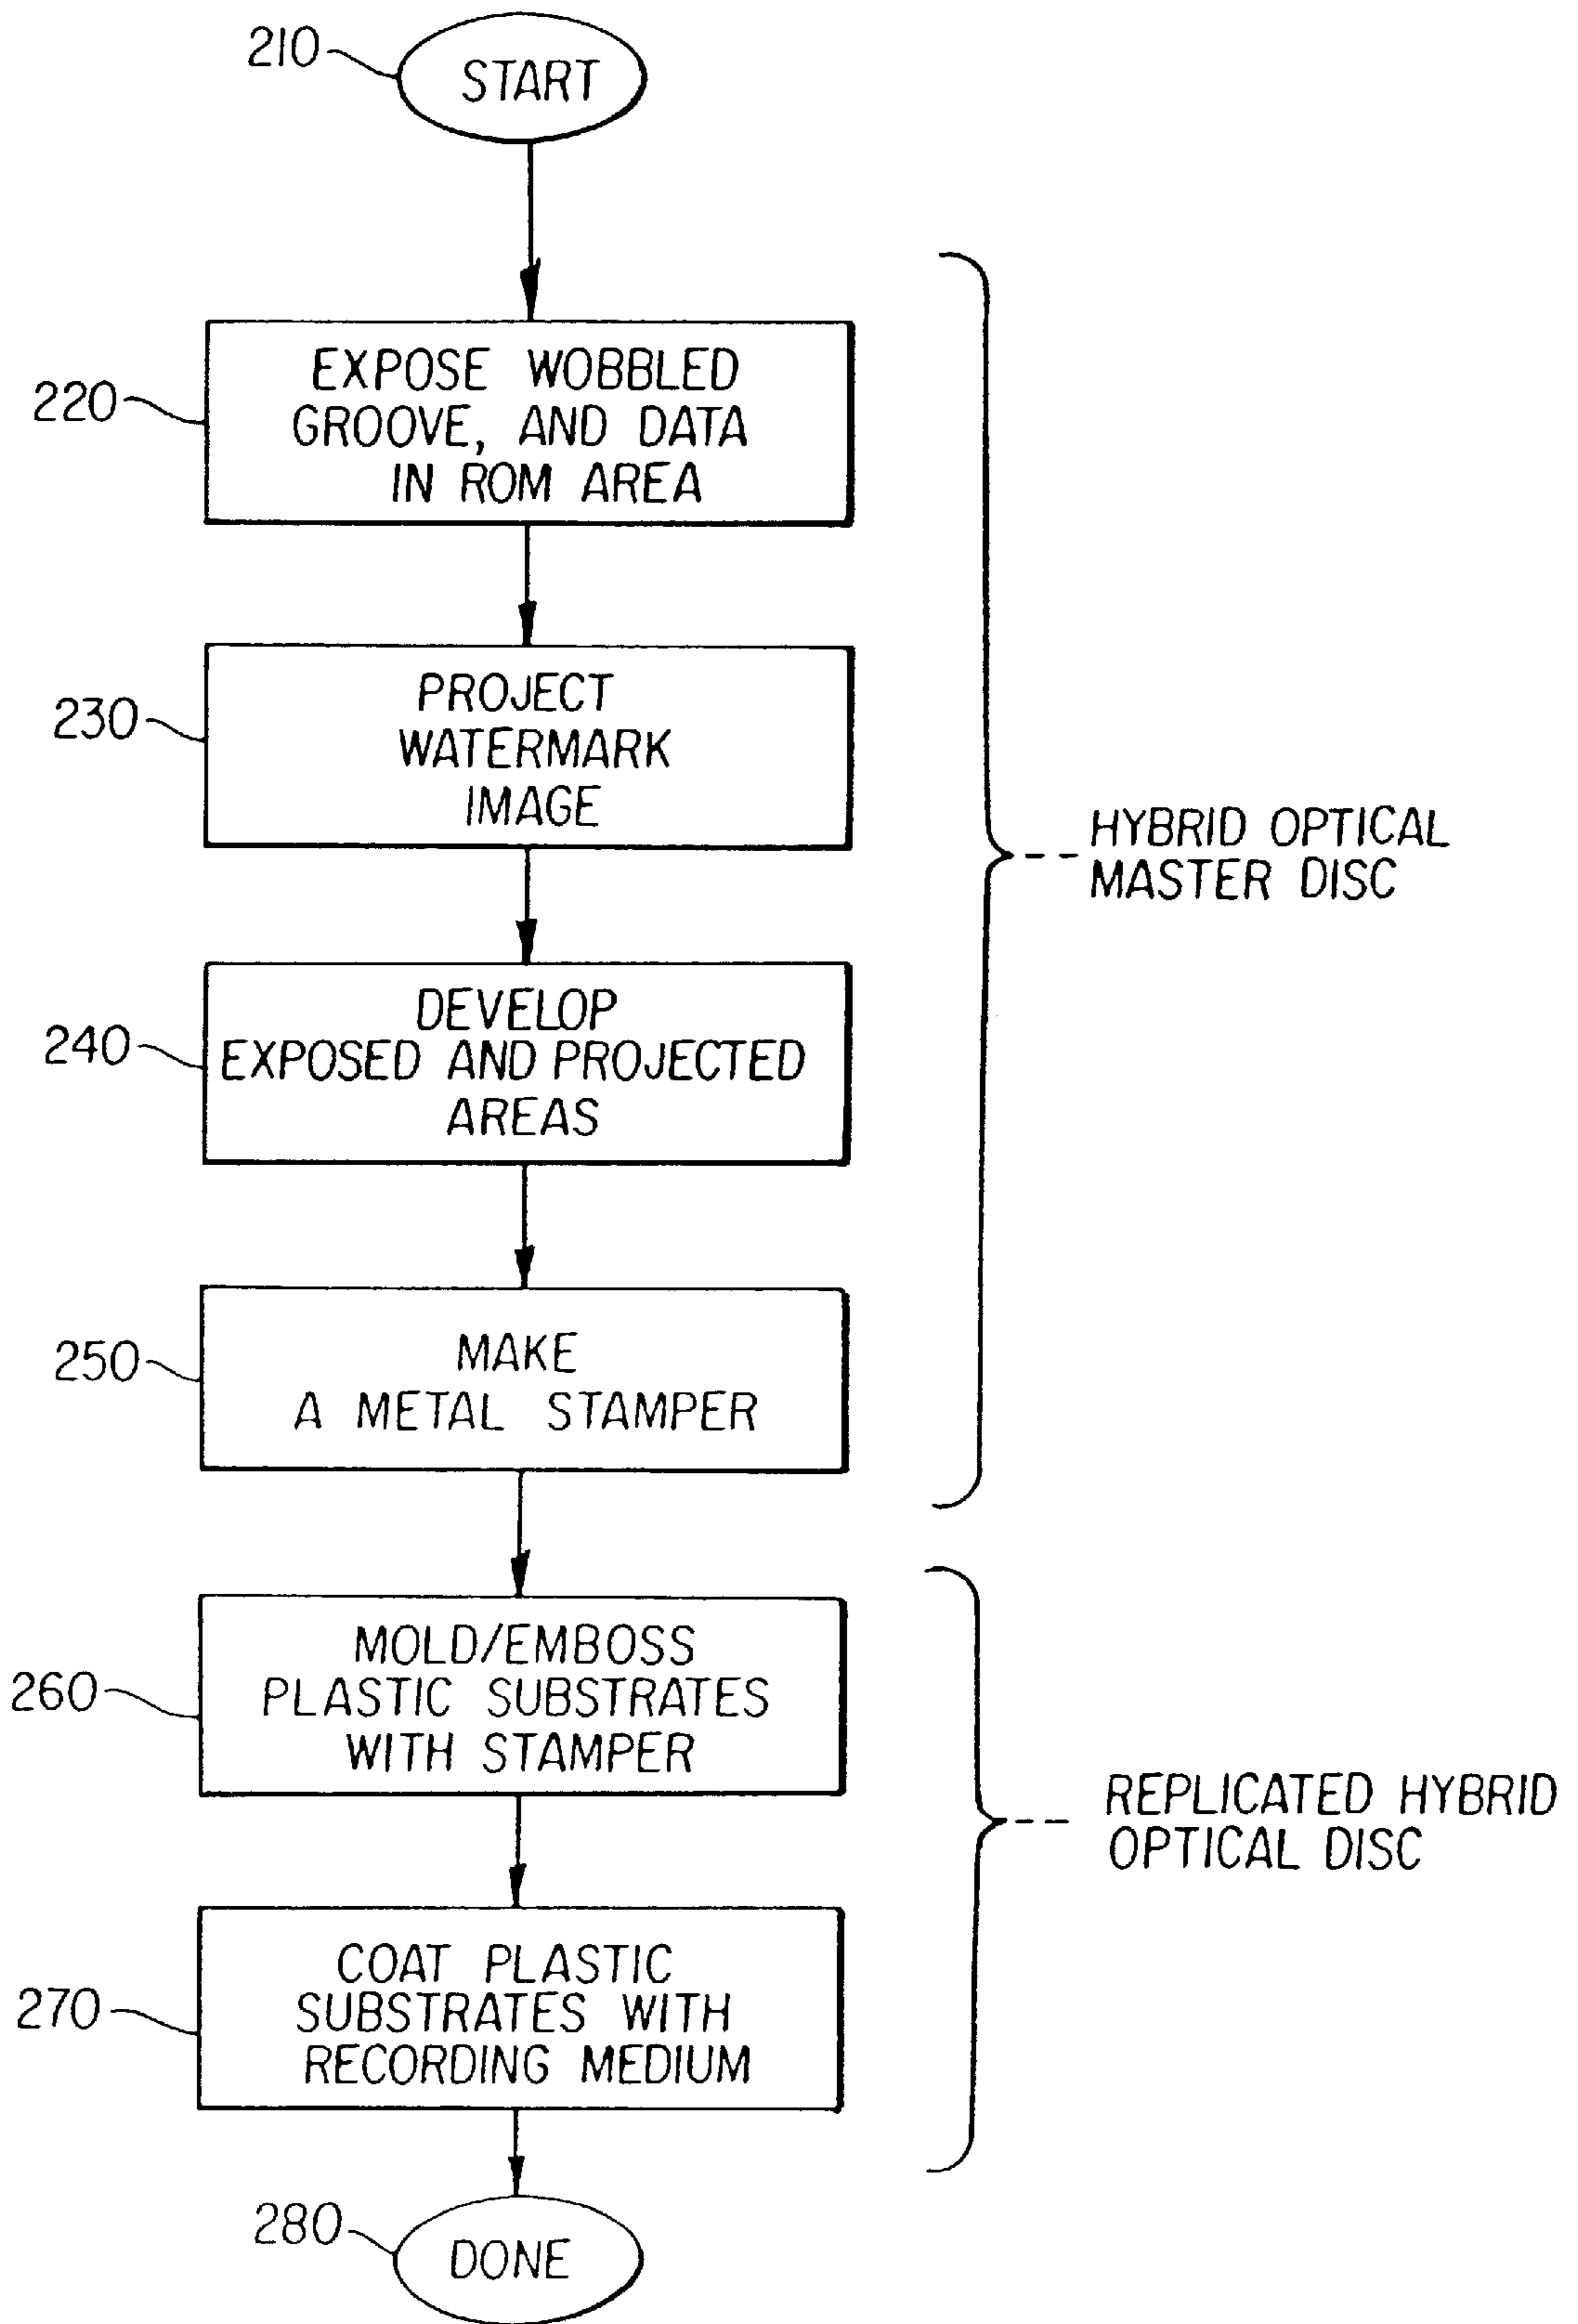 210
START
220
EXPOSE WOBBLED
GROOVE, AND DATA
IN ROM AREA
230
PROJECT
WATERMARK
IMAGE
HYBRID OPTICAL
MASTER DISC
240
DEVELOP
EXPOSED AND PROJECTED
AREAS
250
MAKE
A METAL STAMPER
260
MOLD/EMBOSS
PLASTIC SUBSTRATES
WITH STAMPER
REPLICATED HYBRID
OPTICAL DISC
270
COAT PLASTIC
SUBSTRATES WITH
RECORDING MEDIUM
280
DONE